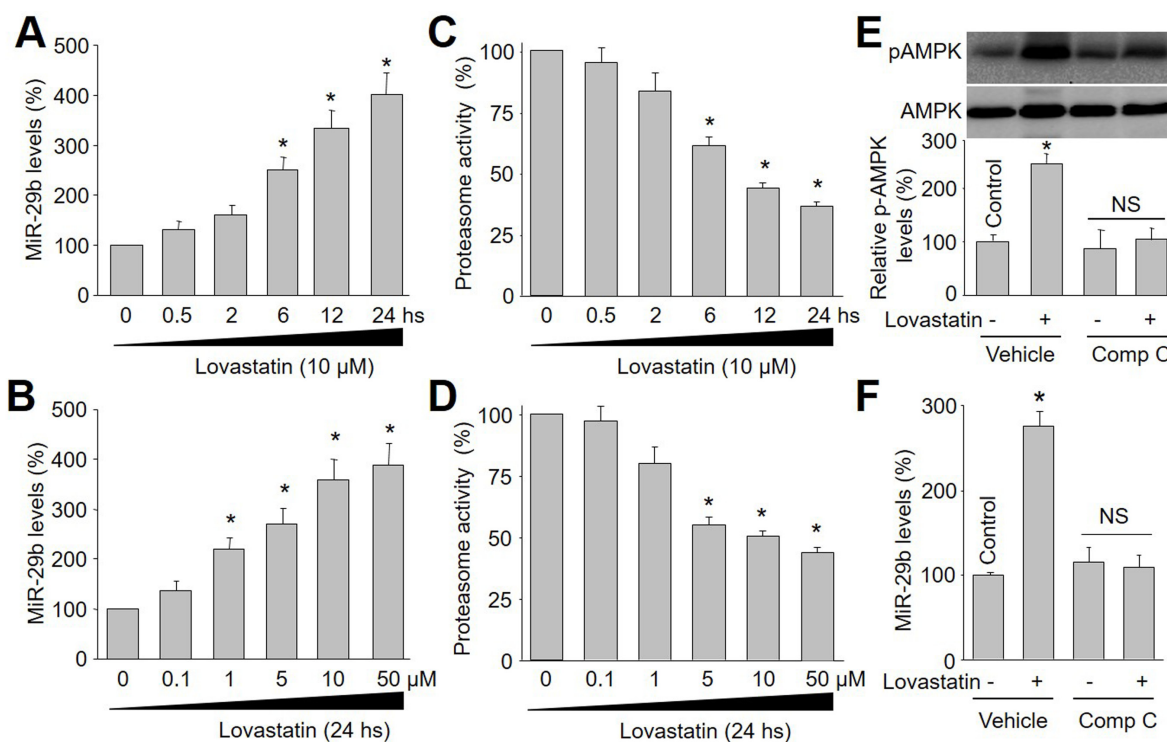 A
MiR-29b levels (%)
500
400
300
200
100
0
0 0.5 2 6 12 24 hs
* * *
Lovastatin (10 µM)
B
MiR-29b levels (%)
500
400
300
200
100
0
0 0.1 1 5 10 50 µM
* * * *
Lovastatin (24 hs)
C
Proteasome activity (%)
100
75
50
25
0
0 0.5 2 6 12 24 hs
* * *
Lovastatin (10 µM)
D
Proteasome activity (%)
100
75
50
25
0
0 0.1 1 5 10 50 µM
* * *
Lovastatin (24 hs)
E
pAMPK
AMPK
Relative p-AMPK
levels (%)
300
200
100
0
Control
*
NS
Lovastatin - + - +
Vehicle Comp C
F
MiR-29b levels (%)
300
200
100
0
Control
*
NS
Lovastatin - + - +
Vehicle Comp C